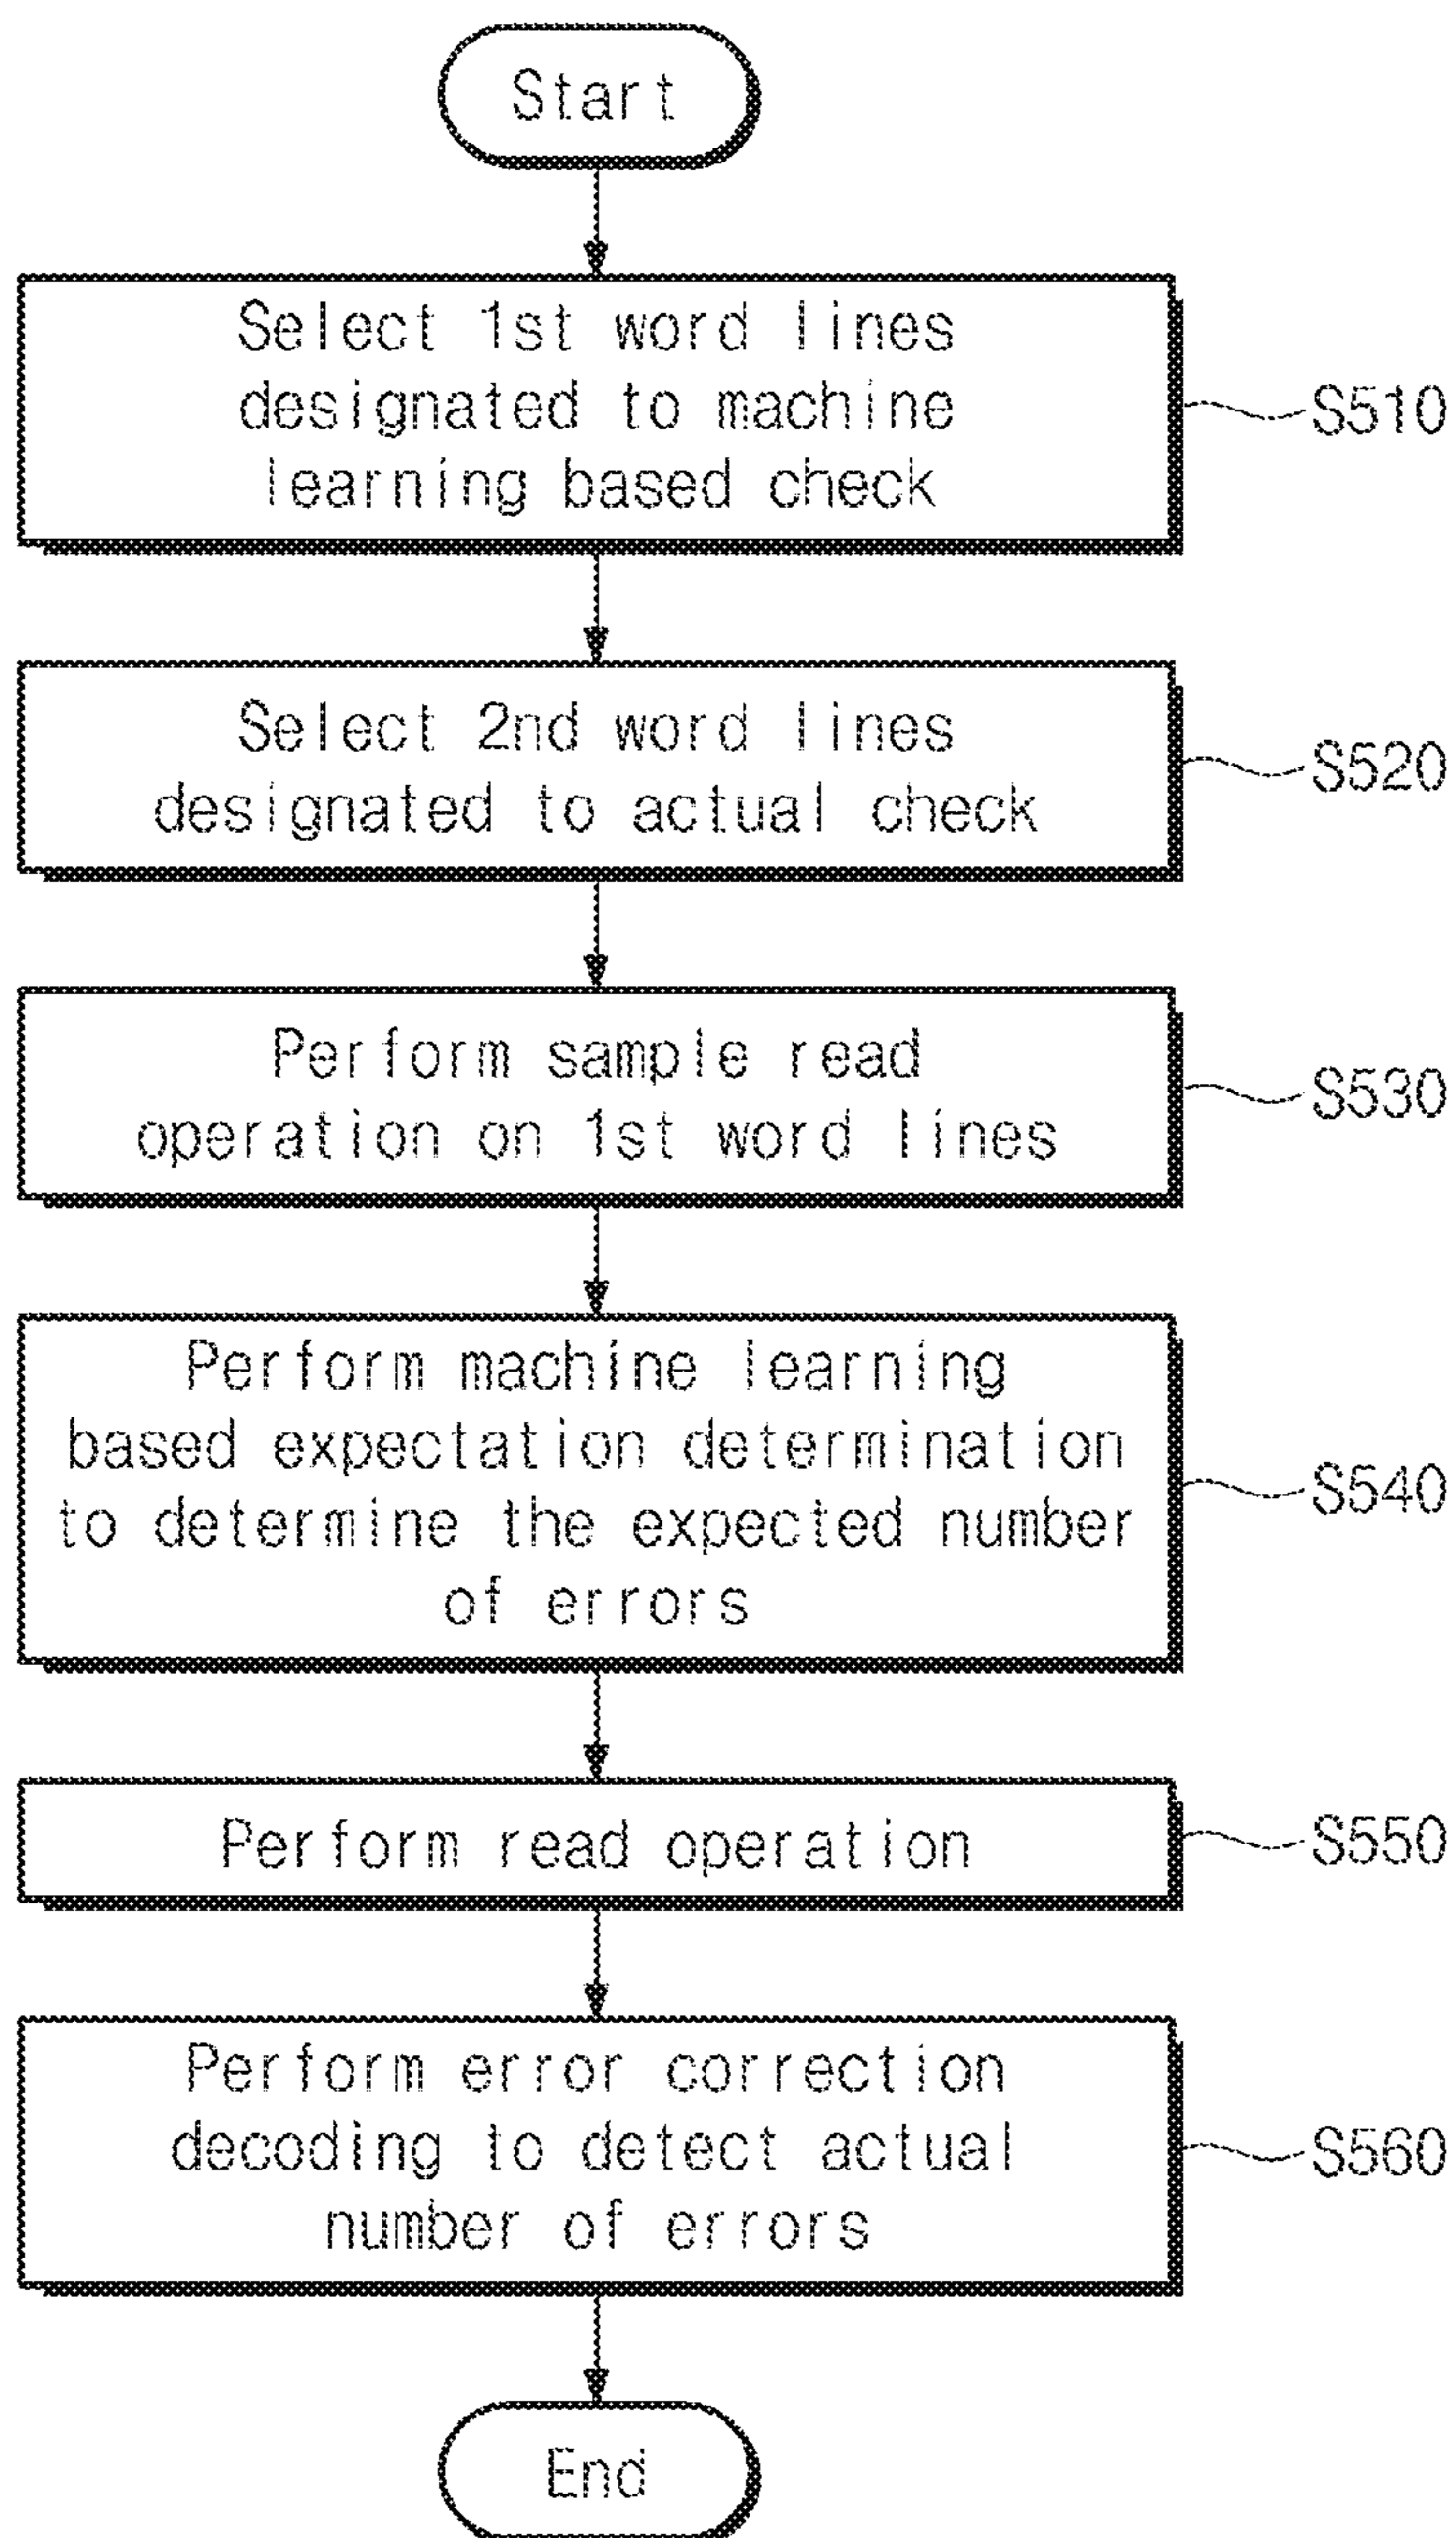 Start
Select 1st word lines
designated to machine
learning based check
S510
Select 2nd word lines
designated to actual check
S520
Perform sample read
operation on 1st word lines
S530
Perform machine learning
based expectation determination
to determine the expected number
of errors
S540
Perform read operation
S550
Perform error correction
decoding to detect actual
number of errors
S560
End